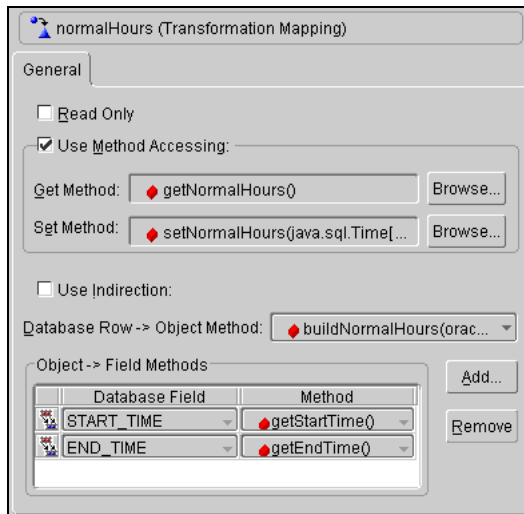 normalHours (Transformation Mapping)
General
Read Only
Use Method Accessing:
Get Method: getNormalHours() Browse...
Set Method: setNormalHours(java.sql.Time[... Browse...
Use Indirection:
Database Row -> Object Method: buildNormalHours(orac...
Object -> Field Methods
Add...
Database Field Method
START_TIME getStartTime()
Remove
END_TIME getEndTime()